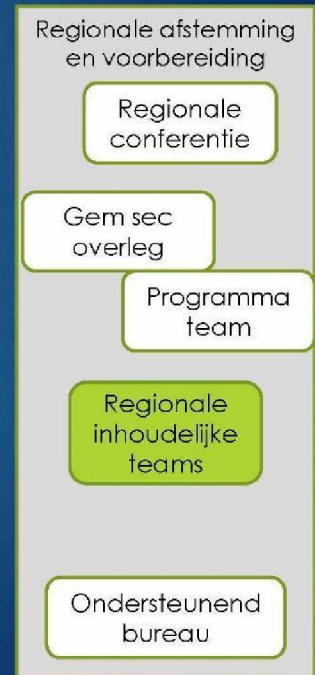 Regionale afstemming
en voorbereiding
Regionale
conferentie
Gem sec
overleg
Programma
team
Regionale
inhoudelijke
teams
Ondersteunend
bureau